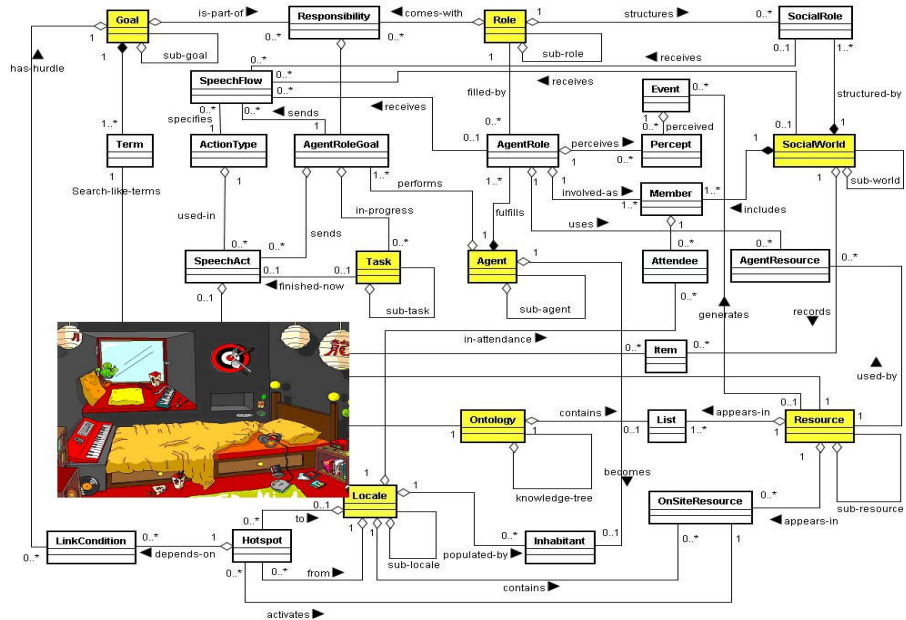 Goal
is-part-of
Responsibility
comes-with
Role
structures
SocialRole
1
0..*
0..*
1
1
0..*
1
1
sub-goal
1
sub-role
1
1..*
has-hurdle
SpeechFlow
0..*
0..*
0..*
receives
receives
Event
0..*
structured-by
filled-by
specifies
0..*
sends
receives
0..*
perceived
1..*
1
0..*
0..1
0..1
1
Term
ActionType
AgentRoleGoal
AgentRole
perceives
0..*
Percept
SocialWorld
Search-like-terms
1..*
performs
1..*
involved-as
Member
1..*
sub-world
1..*
includes
in-progress
fulfills
used-in
uses
sends
0..*
0..*
0..*
0..*
0..*
SpeechAct
0..1
0..1
Task
Agent
1
Attendee
AgentResource
0..*
0..1
finished-now
sub-task
sub-agent
0..*
generates
records
in-attendance
0..*
Item
0..*
used-by
龍
Ontology
contains
List
appears-in
0..1
Resource
1
0..1
1..*
1
1
knowledge-tree
becomes
sub-resource
Locale
1
OnSiteResource
0..*
appears-in
to
0..*
LinkCondition
0..*
1
Hotspot
0..1
Inhabitant
depends-on
populated-by
0..*
1
sub-locale
0..*
0..*
from
contains
0..*
activates